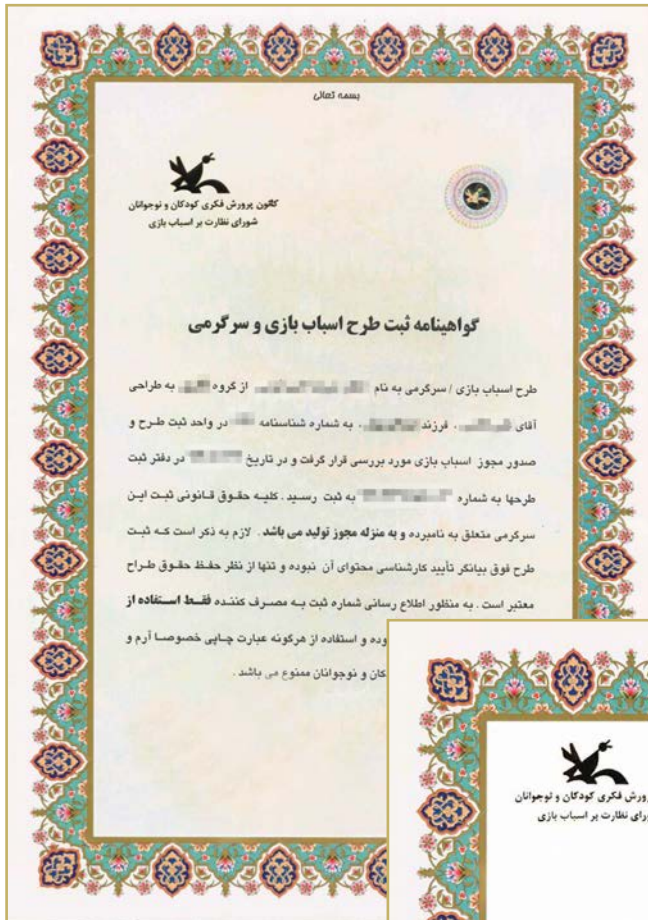 بسمه تعالی
کانون پرورش فکری کودکان و نوجوانان
شورای نظارت بر اسباب بازی
گواهینامه ثبت طرح اسباب بازی و سرگرمی
طرح اسباب بازی / سرگرمی به نام از گروه به طراحی
آقای ، فرزند ، به شماره شناسنامه در واحد ثبت طرح و
صدور مجوز اسباب بازی مورد بررسی قرار گرفت و در تاریخ در دفتر ثبت
طرحها به شماره به ثبت رسید . کلیه حقوق قانونی ثبت این
سرگرمی متعلق به نامبرده و به منزله مجوز تولید می باشد . لازم به ذکر است که ثبت
طرح فوق بیانگر تأیید کارشناسی محتوای آن نبوده و تنها از نظر حفظ حقوق طراح
معتبر است . به منظور اطلاع رسانی شماره ثبت به مصرف کننده فقط استفاده از
وده و استفاده از هرگونه عبارت چاپی خصوصا آرم و
کان و نوجوانان ممنوع می باشد .
ورش فکری کودکان و نوجوانان
رای نظارت بر اسباب بازی